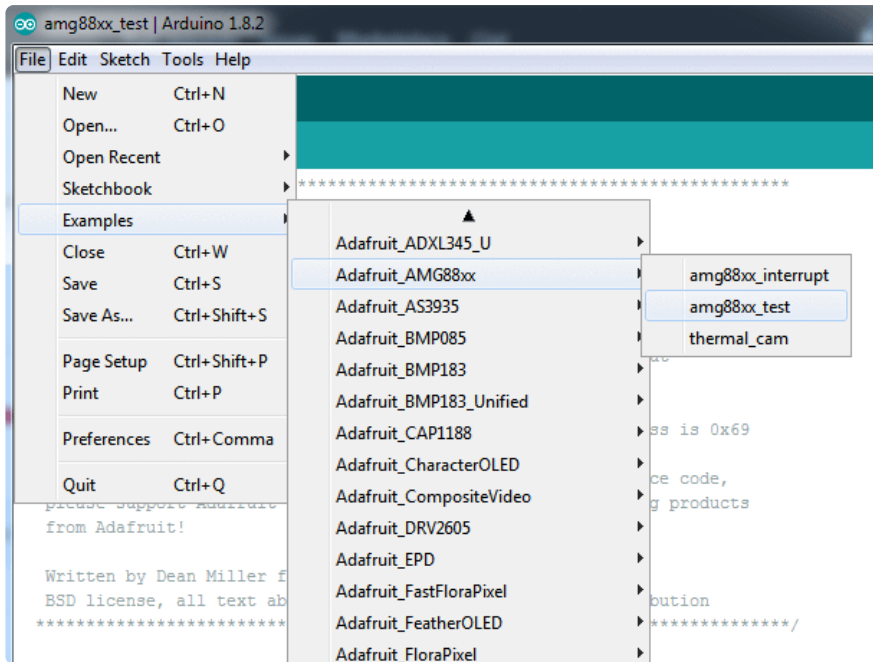 amg88xx_test | Arduino 1.8.2
File Edit Sketch Tools Help
New Ctrl+N
Open... Ctrl+O
Open Recent
Sketchbook
Examples
Close Ctrl+W
Save Ctrl+S
Save As... Ctrl+Shift+S
Page Setup Ctrl+Shift+P
Print Ctrl+P
Preferences Ctrl+Comma
Quit Ctrl+Q
Adafruit_ADXL345_U
Adafruit_AMG88xx
Adafruit_AS3935
Adafruit_BMP085
Adafruit_BMP183
Adafruit_BMP183_Unified
Adafruit_CAP1188
Adafruit_CharacterOLED
Adafruit_CompositeVideo
Adafruit_DRV2605
Adafruit_EPD
Adafruit_FastFloraPixel
Adafruit_FeatherOLED
Adafruit_FloraPixel
amg88xx_interrupt
amg88xx_test
thermal_cam
*************************************************
ss is 0x69
ce code,
please support Adafruit g products
from Adafruit!
Written by Dean Miller f
BSD license, all text ab bution
************************* **************/